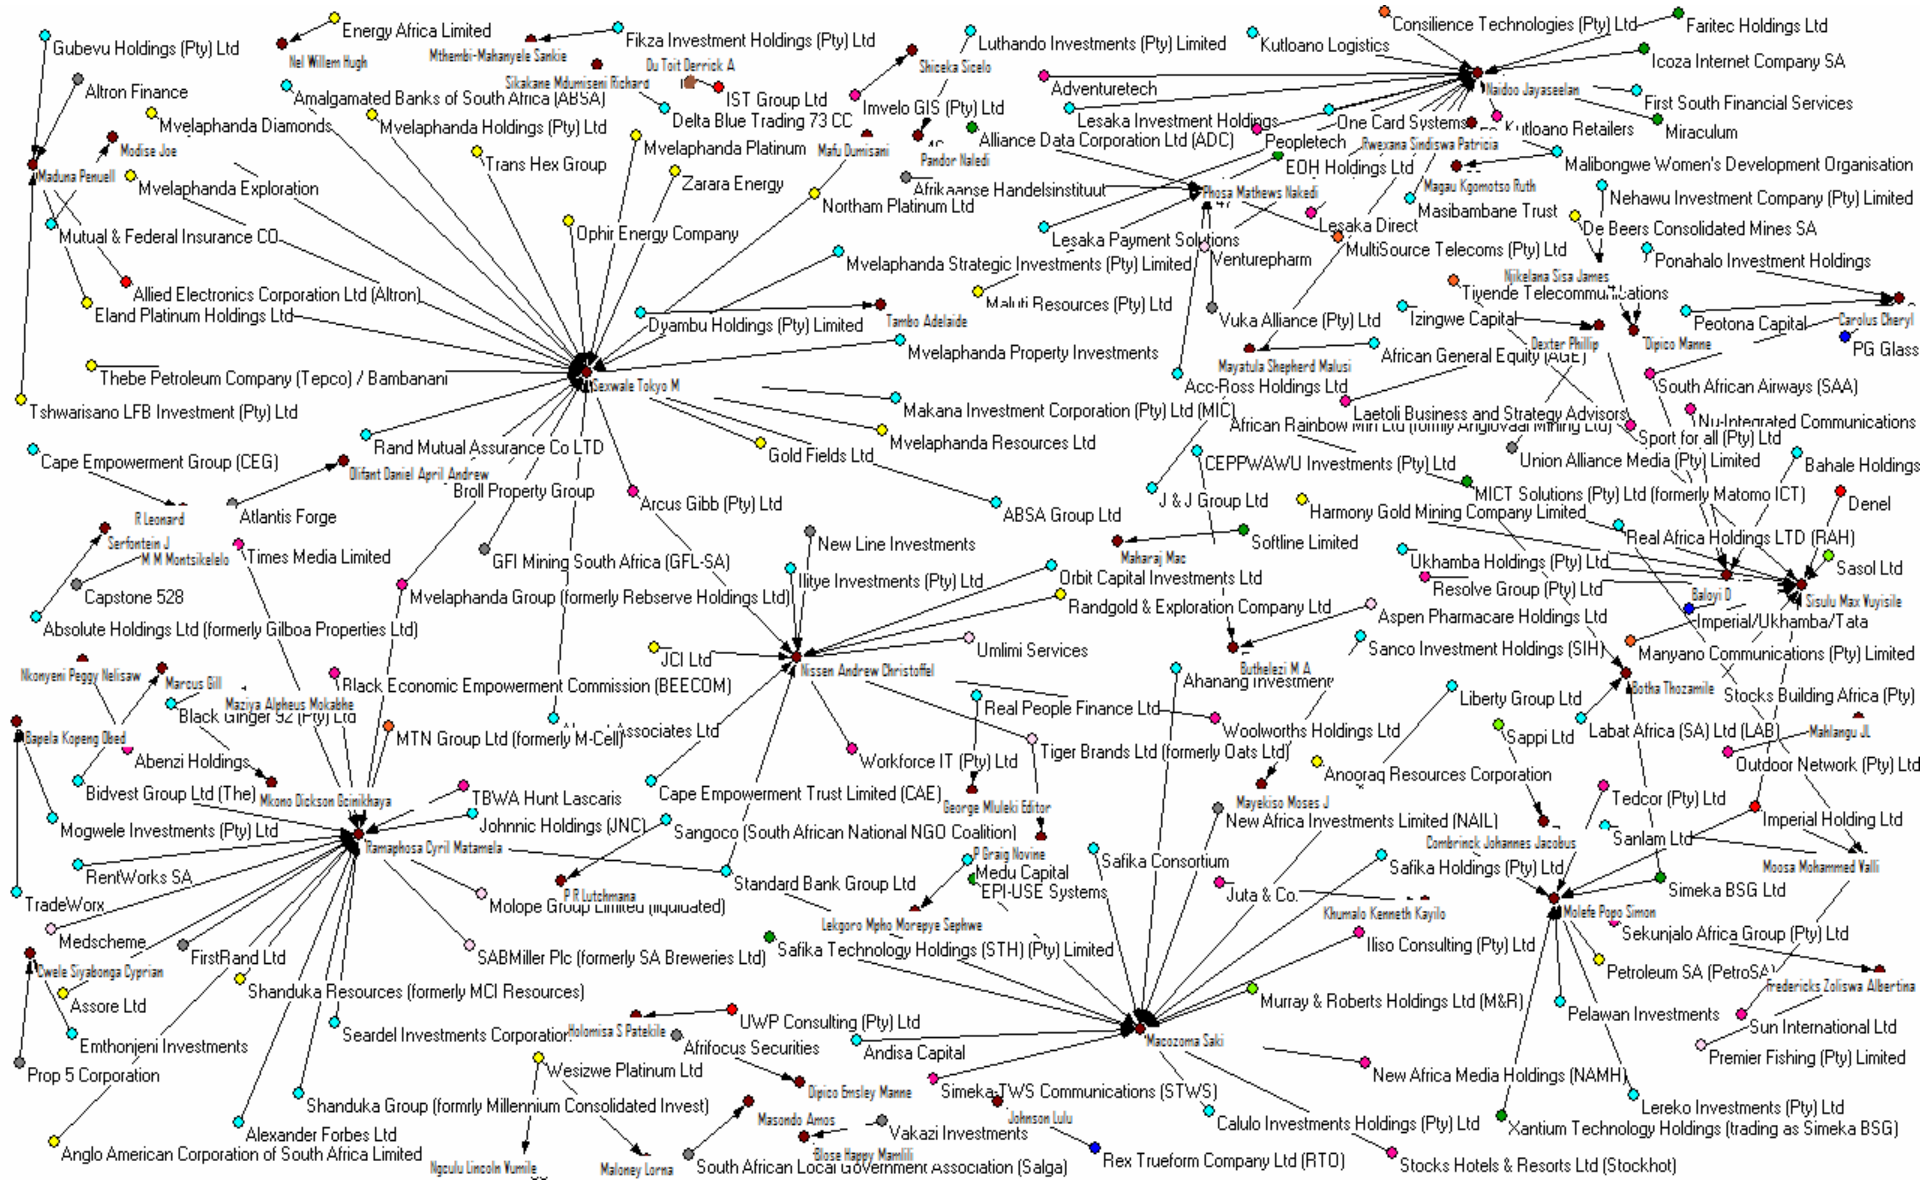 Energy Africa Limited
Consilience Technologies (Pty) Ltd
Faritec Holdings Ltd
Gubevu Holdings (Pty) Ltd
Nel Willem Hugh
Mthembi-Mahanyele Sankie
Fikza Investment Holdings (Pty) Ltd
Luthando Investments (Pty) Limited
Kutloano Logistics
Icoza Internet Company SA
Du Toit Derrick A
Shiceka Sicelo
Sikakane Mdumiseni Richard
Altron Finance
Amalgamated Banks of South Africa (ABSA)
IST Group Ltd
Imvelo GIS (Pty) Ltd
Adventuretech
Naidoo Jayaseelan
First South Financial Services
Mvelaphanda Diamonds
Mvelaphanda Holdings (Pty) Ltd
Delta Blue Trading 73 CC
Lesaka Investment Holdings
One Card Systems
Kutloano Retailers
Miraculum
Modise Joe
Trans Hex Group
Mvelaphanda Platinum
Mafu Dumisani
Alliance Data Corporation Ltd (ADC)
Peopletech
Rwexana Sindiswa Patricia
Maduna Penuell
Pandor Naledi
EOH Holdings Ltd
Malibongwe Women's Development Organisation
Mvelaphanda Exploration
Zarara Energy
Afrikaanse Handelsinstituut
Phosa Mathews Nakedi
Magau Kgomotso Ruth
Northam Platinum Ltd
Masibambane Trust
Nehawu Investment Company (Pty) Limited
Mutual & Federal Insurance CO
Ophir Energy Company
Lesaka Payment Solutions
Lesaka Direct
De Beers Consolidated Mines SA
Mvelaphanda Strategic Investments (Pty) Limited
Venturepharm
MultiSource Telecoms (Pty) Ltd
Ponahalo Investment Holdings
Njikelana Sisa James
Allied Electronics Corporation Ltd (Altron)
Maluti Resources (Pty) Ltd
Tiyende Telecommunications
Eland Platinum Holdings Ltd
Dyambu Holdings (Pty) Limited
Tambo Adelaide
Vuka Alliance (Pty) Ltd
Izingwe Capital
Peotona Capital
Carolus Cheryl
Mvelaphanda Property Investments
Mayatula Shepherd Malusi
African General Equity (AGE)
Dexter Phillip
Dipico Manne
PG Glass
Thebe Petroleum Company (Tepco) / Bambanani
Sexwale Tokyo M
Acc-Ross Holdings Ltd
South African Airways (SAA)
Tshwarisano LFB Investment (Pty) Ltd
Makana Investment Corporation (Pty) Ltd (MIC)
Laetoli Business and Strategy Advisors
African Rainbow Min Ltd (formly Anglovaal Mining Ltd)
Nu-Integrated Communications
Rand Mutual Assurance Co LTD
Gold Fields Ltd
Mvelaphanda Resources Ltd
Sport for all (Pty) Ltd
Cape Empowerment Group (CEG)
Olifant Daniel April Andrew
CEPPWAWU Investments (Pty) Ltd
Union Alliance Media (Pty) Limited
Bahale Holdings
Broll Property Group
Arcus Gibb (Pty) Ltd
J & J Group Ltd
MICT Solutions (Pty) Ltd (formerly Matomo ICT)
Denel
R Leonard
Atlantis Forge
ABSA Group Ltd
Harmony Gold Mining Company Limited
Serfontein J
New Line Investments
Softline Limited
Real Africa Holdings LTD (RAH)
M M Montsikelelo
Times Media Limited
GFI Mining South Africa (GFL-SA)
Maharaj Mac
Ukhamba Holdings (Pty) Ltd
Sasol Ltd
Ilitye Investments (Pty) Ltd
Orbit Capital Investments Ltd
Capstone 528
Mvelaphanda Group (formerly Rebserve Holdings Ltd)
Randgold & Exploration Company Ltd
Resolve Group (Pty) Ltd
Baloyi D
Sisulu Max Vuyisile
Absolute Holdings Ltd (formerly Gilboa Properties Ltd)
Aspen Pharmacare Holdings Ltd
Imperial/Ukhamba/Tata
JCI Ltd
Umlimi Services
Sanco Investment Holdings (SIH)
Manyano Communications (Pty) Limited
Nkonyeni Peggy Nelisaw
Marcus Gill
Black Economic Empowerment Commission (BEECOM)
Nissen Andrew Christoffel
Buthelezi M A
Ahanang Investment
Maziya Alpheus Mokabhe
Liberty Group Ltd
Botha Thozamile
Stocks Building Africa (Pty)
Black Ginger 92 (Pty) Ltd
Real People Finance Ltd
Bapela Kopeng Obed
MTN Group Ltd (formerly M-Cell)
Associates Ltd
Woolworths Holdings Ltd
Sappi Ltd
Labat Africa (SA) Ltd (LAB)
Mahlangu JL
Abenzi Holdings
Workforce IT (Pty) Ltd
Tiger Brands Ltd (formerly Oats Ltd)
Outdoor Network (Pty) Ltd
Bidvest Group Ltd (The)
Mkono Dickson Gcinikhaya
TBWA Hunt Lascaris
Cape Empowerment Trust Limited (CAE)
Anooraq Resources Corporation
Tedcor (Pty) Ltd
George Mluleki Editor
Mayekiso Moses J
Mogwele Investments (Pty) Ltd
Johnnic Holdings (JNC)
Sangoco (South African National NGO Coalition)
New Africa Investments Limited (NAIL)
Imperial Holding Ltd
Ramaphosa Cyril Matamela
Combrinck Johannes Jacobus
Sanlam Ltd
P Graig Novine
RentWorks SA
Standard Bank Group Ltd
Medu Capital
Safika Consortium
Safika Holdings (Pty) Ltd
Moosa Mohammed Valli
TradeWorx
P R Lutchmana
EPI-USE Systems
Juta & Co.
Simeka BSG Ltd
Molope Group Limited (liquidated)
Lekgoro Mpho Morepye Sephwe
Khumalo Kenneth Kayilo
Molefe Popo Simon
Medscheme
FirstRand Ltd
SABMiller Plc (formerly SA Breweries Ltd)
Safika Technology Holdings (STH) (Pty) Limited
Iliso Consulting (Pty) Ltd
Sekunjalo Africa Group (Pty) Ltd
Cwele Siyabonga Cyprian
Petroleum SA (PetroSA)
Assore Ltd
Shanduka Resources (formerly MCI Resources)
Murray & Roberts Holdings Ltd (M&R)
Fredericks Zoliswa Albertina
Pelawan Investments
Seardel Investments Corporation
Holomisa S Patekile
UWP Consulting (Pty) Ltd
Sun International Ltd
Emthonjeni Investments
Afrifocus Securities
Andisa Capital
Macozoma Saki
Premier Fishing (Pty) Limited
Prop 5 Corporation
Wesizwe Platinum Ltd
New Africa Media Holdings (NAMH)
Dipico Emsley Manne
Simeka TWS Communications (STWS)
Shanduka Group (formrly Millennium Consolidated Invest)
Masondo Amos
Johnson Lulu
Calulo Investments Holdings (Pty) Ltd
Lereko Investments (Pty) Ltd
Alexander Forbes Ltd
Vakazi Investments
Xantium Technology Holdings (trading as Simeka BSG)
Anglo American Corporation of South Africa Limited
Blose Happy Mamlili
Ngculu Lincoln Vumile
Maloney Lorna
South African Local Government Association (Salga)
Rex Trueform Company Ltd (RTO)
Stocks Hotels & Resorts Ltd (Stockhot)